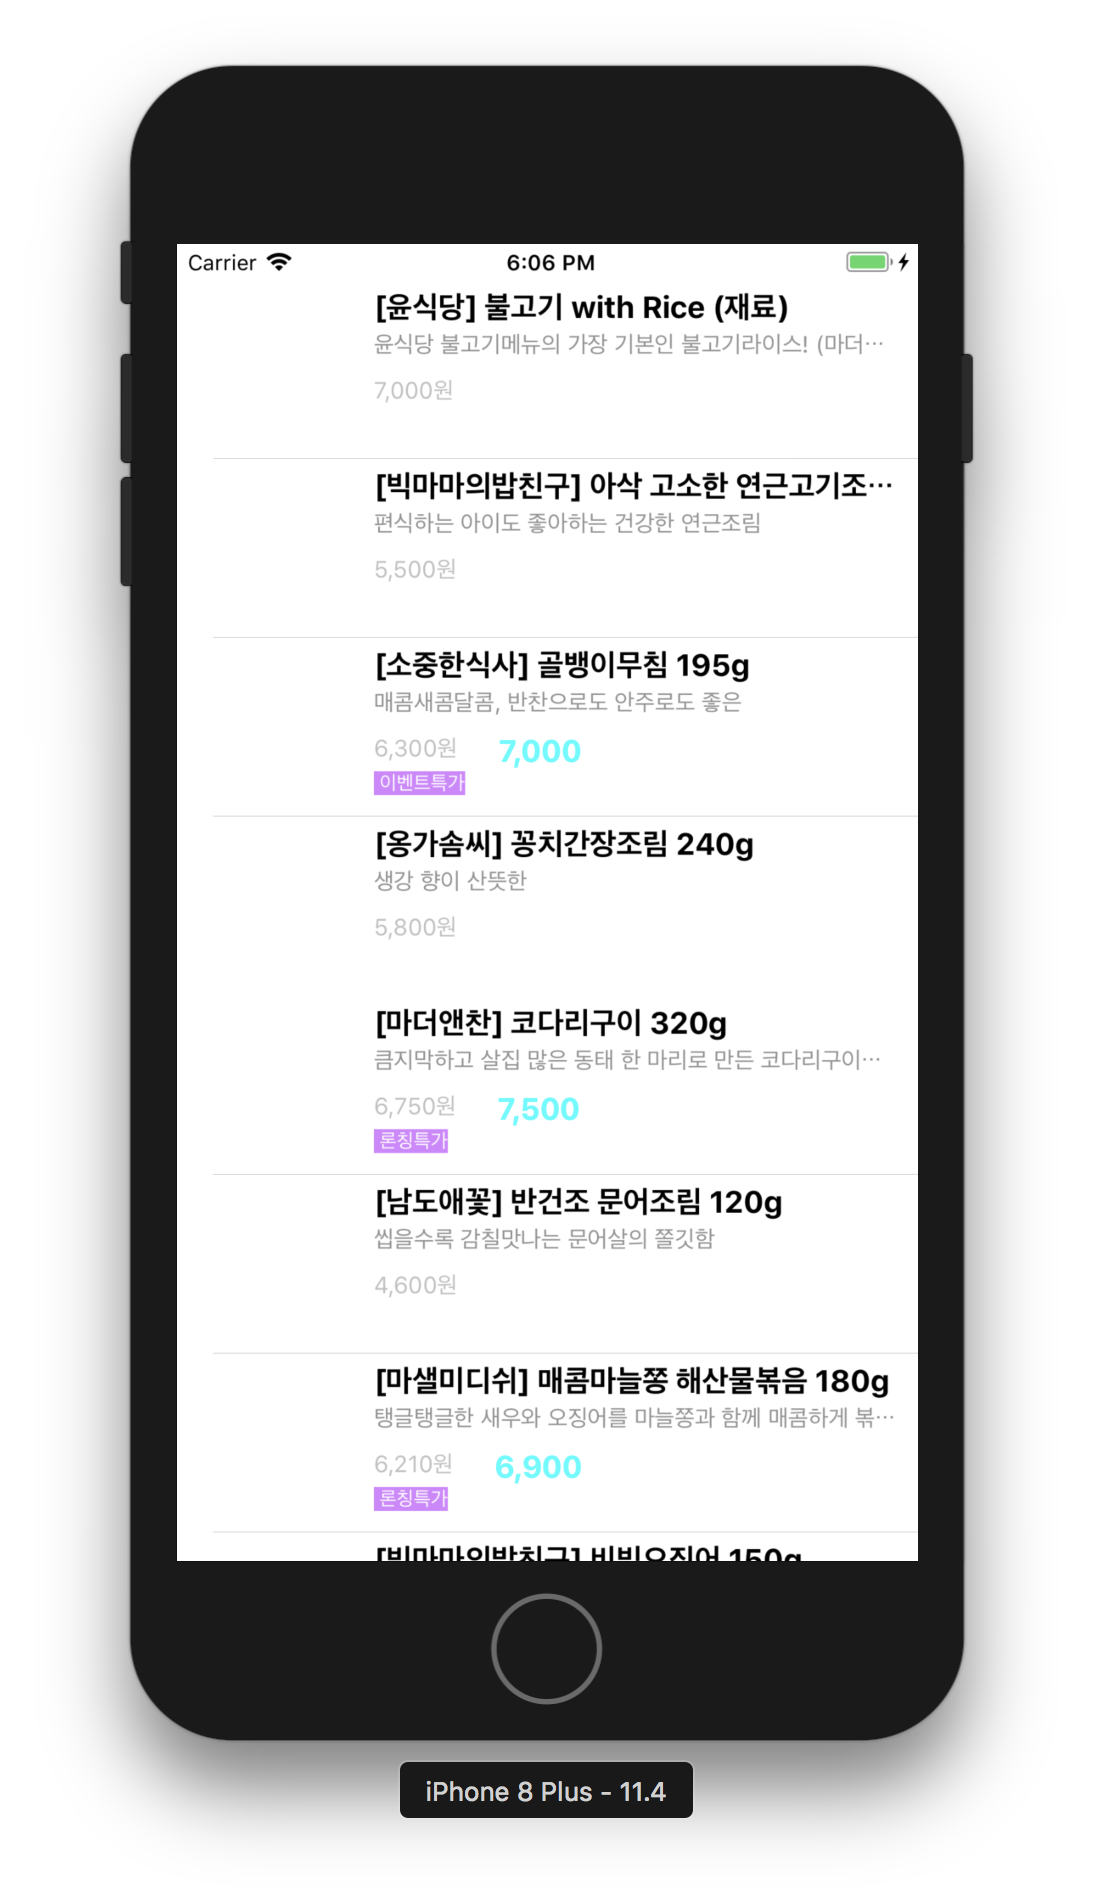 Carrier 6:06 PM
[윤식당] 불고기 with Rice (재료)
윤식당 불고기메뉴의 가장 기본인 불고기라이스! (마더…
7,000원
[빅마마의밥친구] 아삭 고소한 연근고기조…
편식하는 아이도 좋아하는 건강한 연근조림
5,500원
[소중한식사] 골뱅이무침 195g
매콤새콤달콤, 반찬으로도 안주로도 좋은
6,300원 7,000
이벤트특가
[옹가솜씨] 꽁치간장조림 240g
생강 향이 산뜻한
5,800원
[마더앤찬] 코다리구이 320g
큼지막하고 살집 많은 동태 한 마리로 만든 코다리구이…
6,750원 7,500
론칭특가
[남도애꽃] 반건조 문어조림 120g
씹을수록 감칠맛나는 문어살의 쫄깃함
4,600원
[마샐미디쉬] 매콤마늘쫑 해산물볶음 180g
탱글탱글한 새우와 오징어를 마늘쫑과 함께 매콤하게 볶…
6,210원 6,900
론칭특가
[빅마마의밥친구] 비빔오징어 150g
iPhone 8 Plus - 11.4